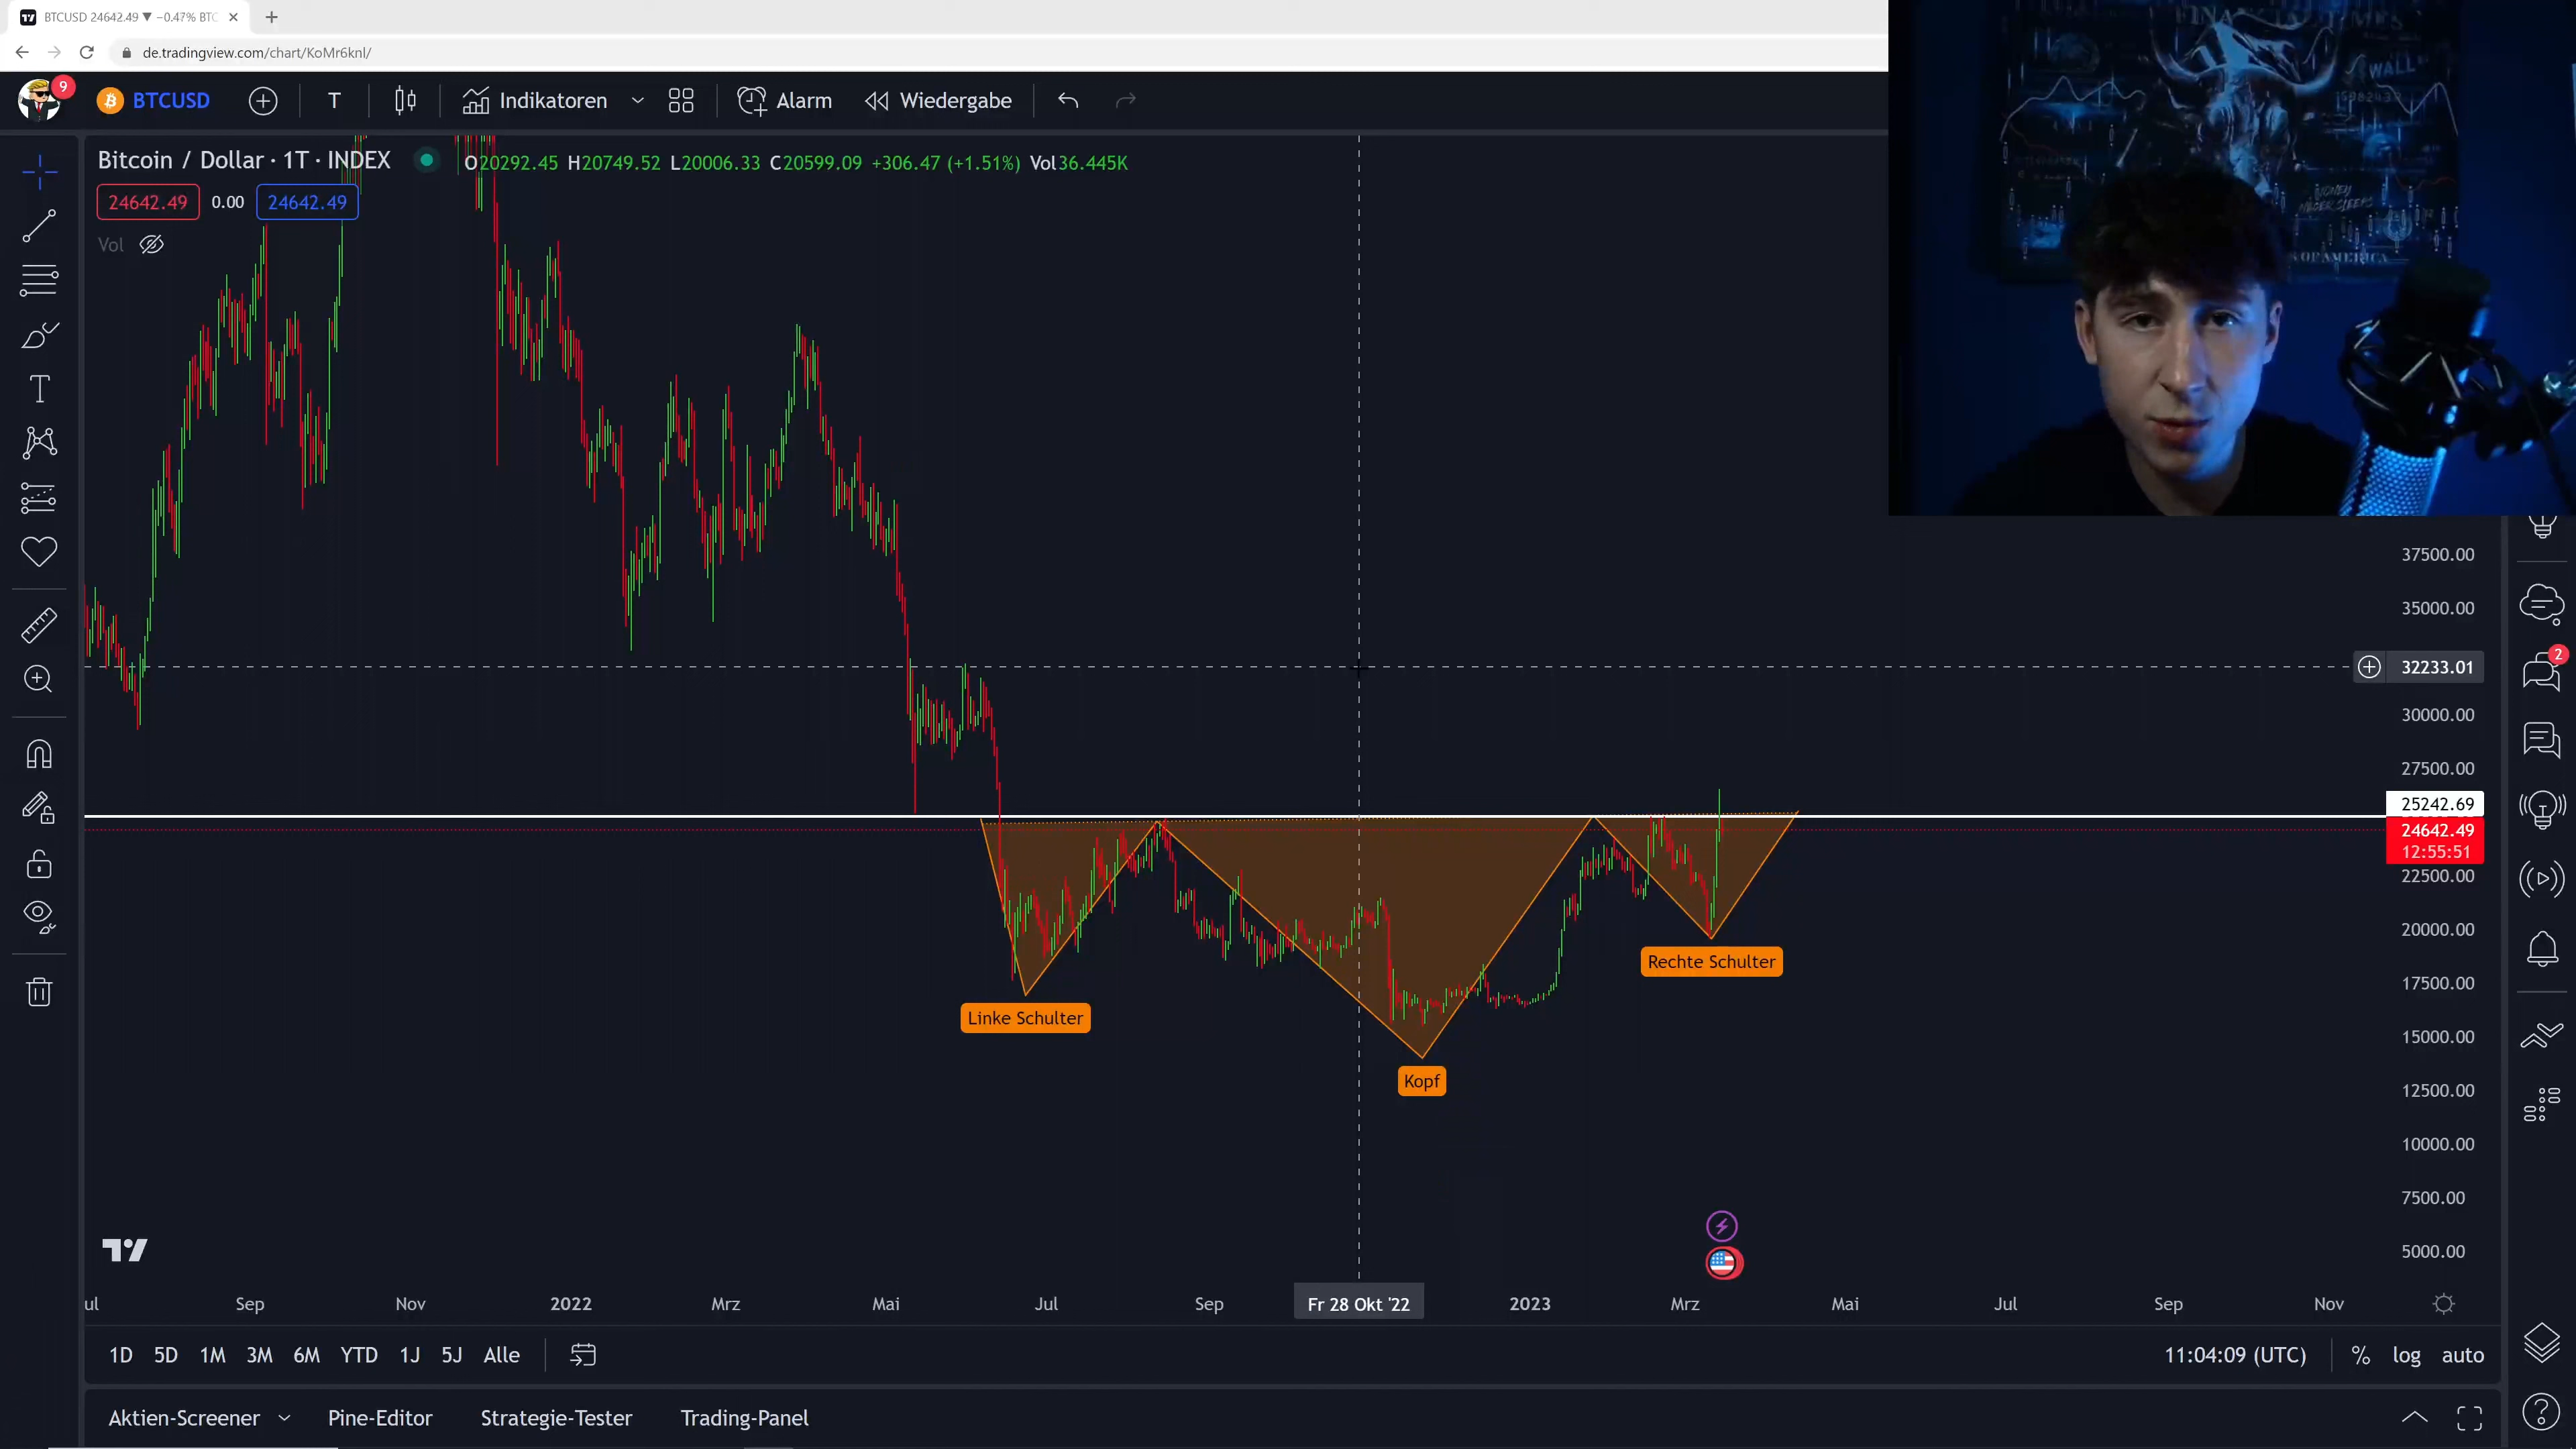 BTCUSD 24642.49 ▼ −0.47% BTC
de.tradingview.com/chart/KoMr6knl/
9
BTCUSD
T
Indikatoren
Alarm
Wiedergabe
Bitcoin / Dollar · 1T · INDEX
O20292.45 H20749.52 L20006.33 C20599.09 +306.47 (+1.51%) Vol36.445K
24642.49 0.00 24642.49
Vol
WALL
MONEY
NEVER SLEEPS
OF AMERICA
37500.00
35000.00
32233.01
2
30000.00
27500.00
25242.69
24642.49
12:55:51
22500.00
20000.00
17500.00
15000.00
12500.00
10000.00
7500.00
5000.00
Linke Schulter
Kopf
Rechte Schulter
ul Sep Nov 2022 Mrz Mai Jul Sep Fr 28 Okt '22 2023 Mrz Mai Jul Sep Nov
1D 5D 1M 3M 6M YTD 1J 5J Alle
11:04:09 (UTC) % log auto
Aktien-Screener Pine-Editor Strategie-Tester Trading-Panel